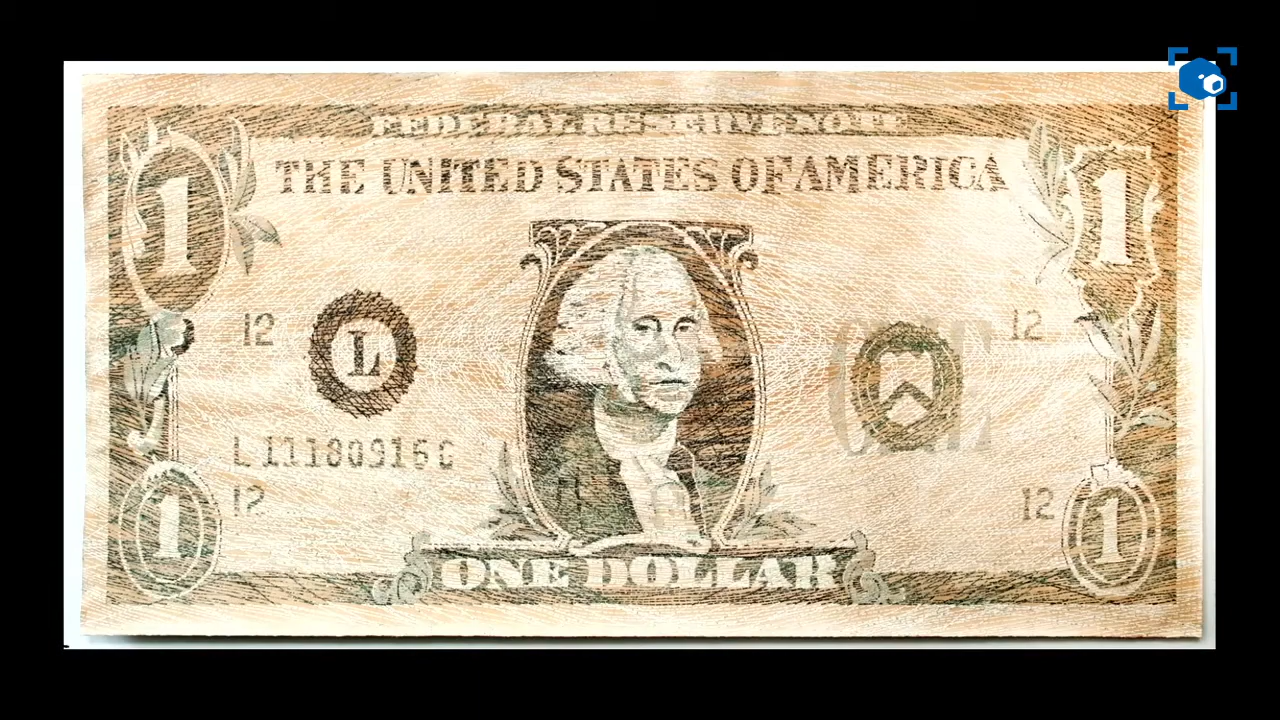 FEDERAL RESERVE NOTE
THE UNITED STATES OF AMERICA
1
1
12
12
L
ONE
L11180916C
12
12
1
1
ONE DOLLAR